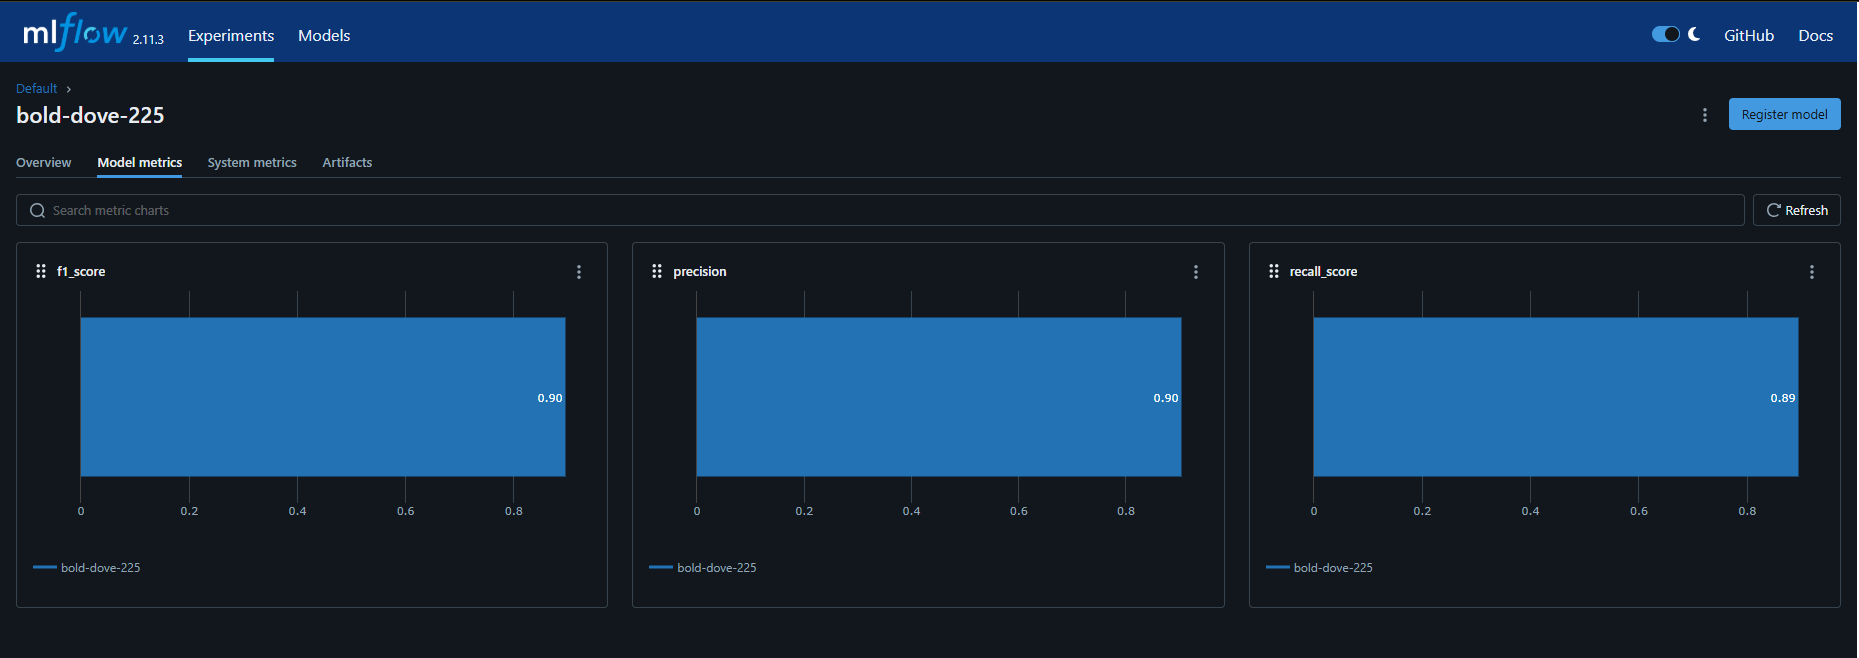 mlflow 2.11.3 Experiments Models GitHub Docs
Default ›
bold-dove-225
Register model
Overview Model metrics System metrics Artifacts
Search metric charts
Refresh
f1_score
0.90
0 0.2 0.4 0.6 0.8
bold-dove-225
precision
0.90
0 0.2 0.4 0.6 0.8
bold-dove-225
recall_score
0.89
0 0.2 0.4 0.6 0.8
bold-dove-225